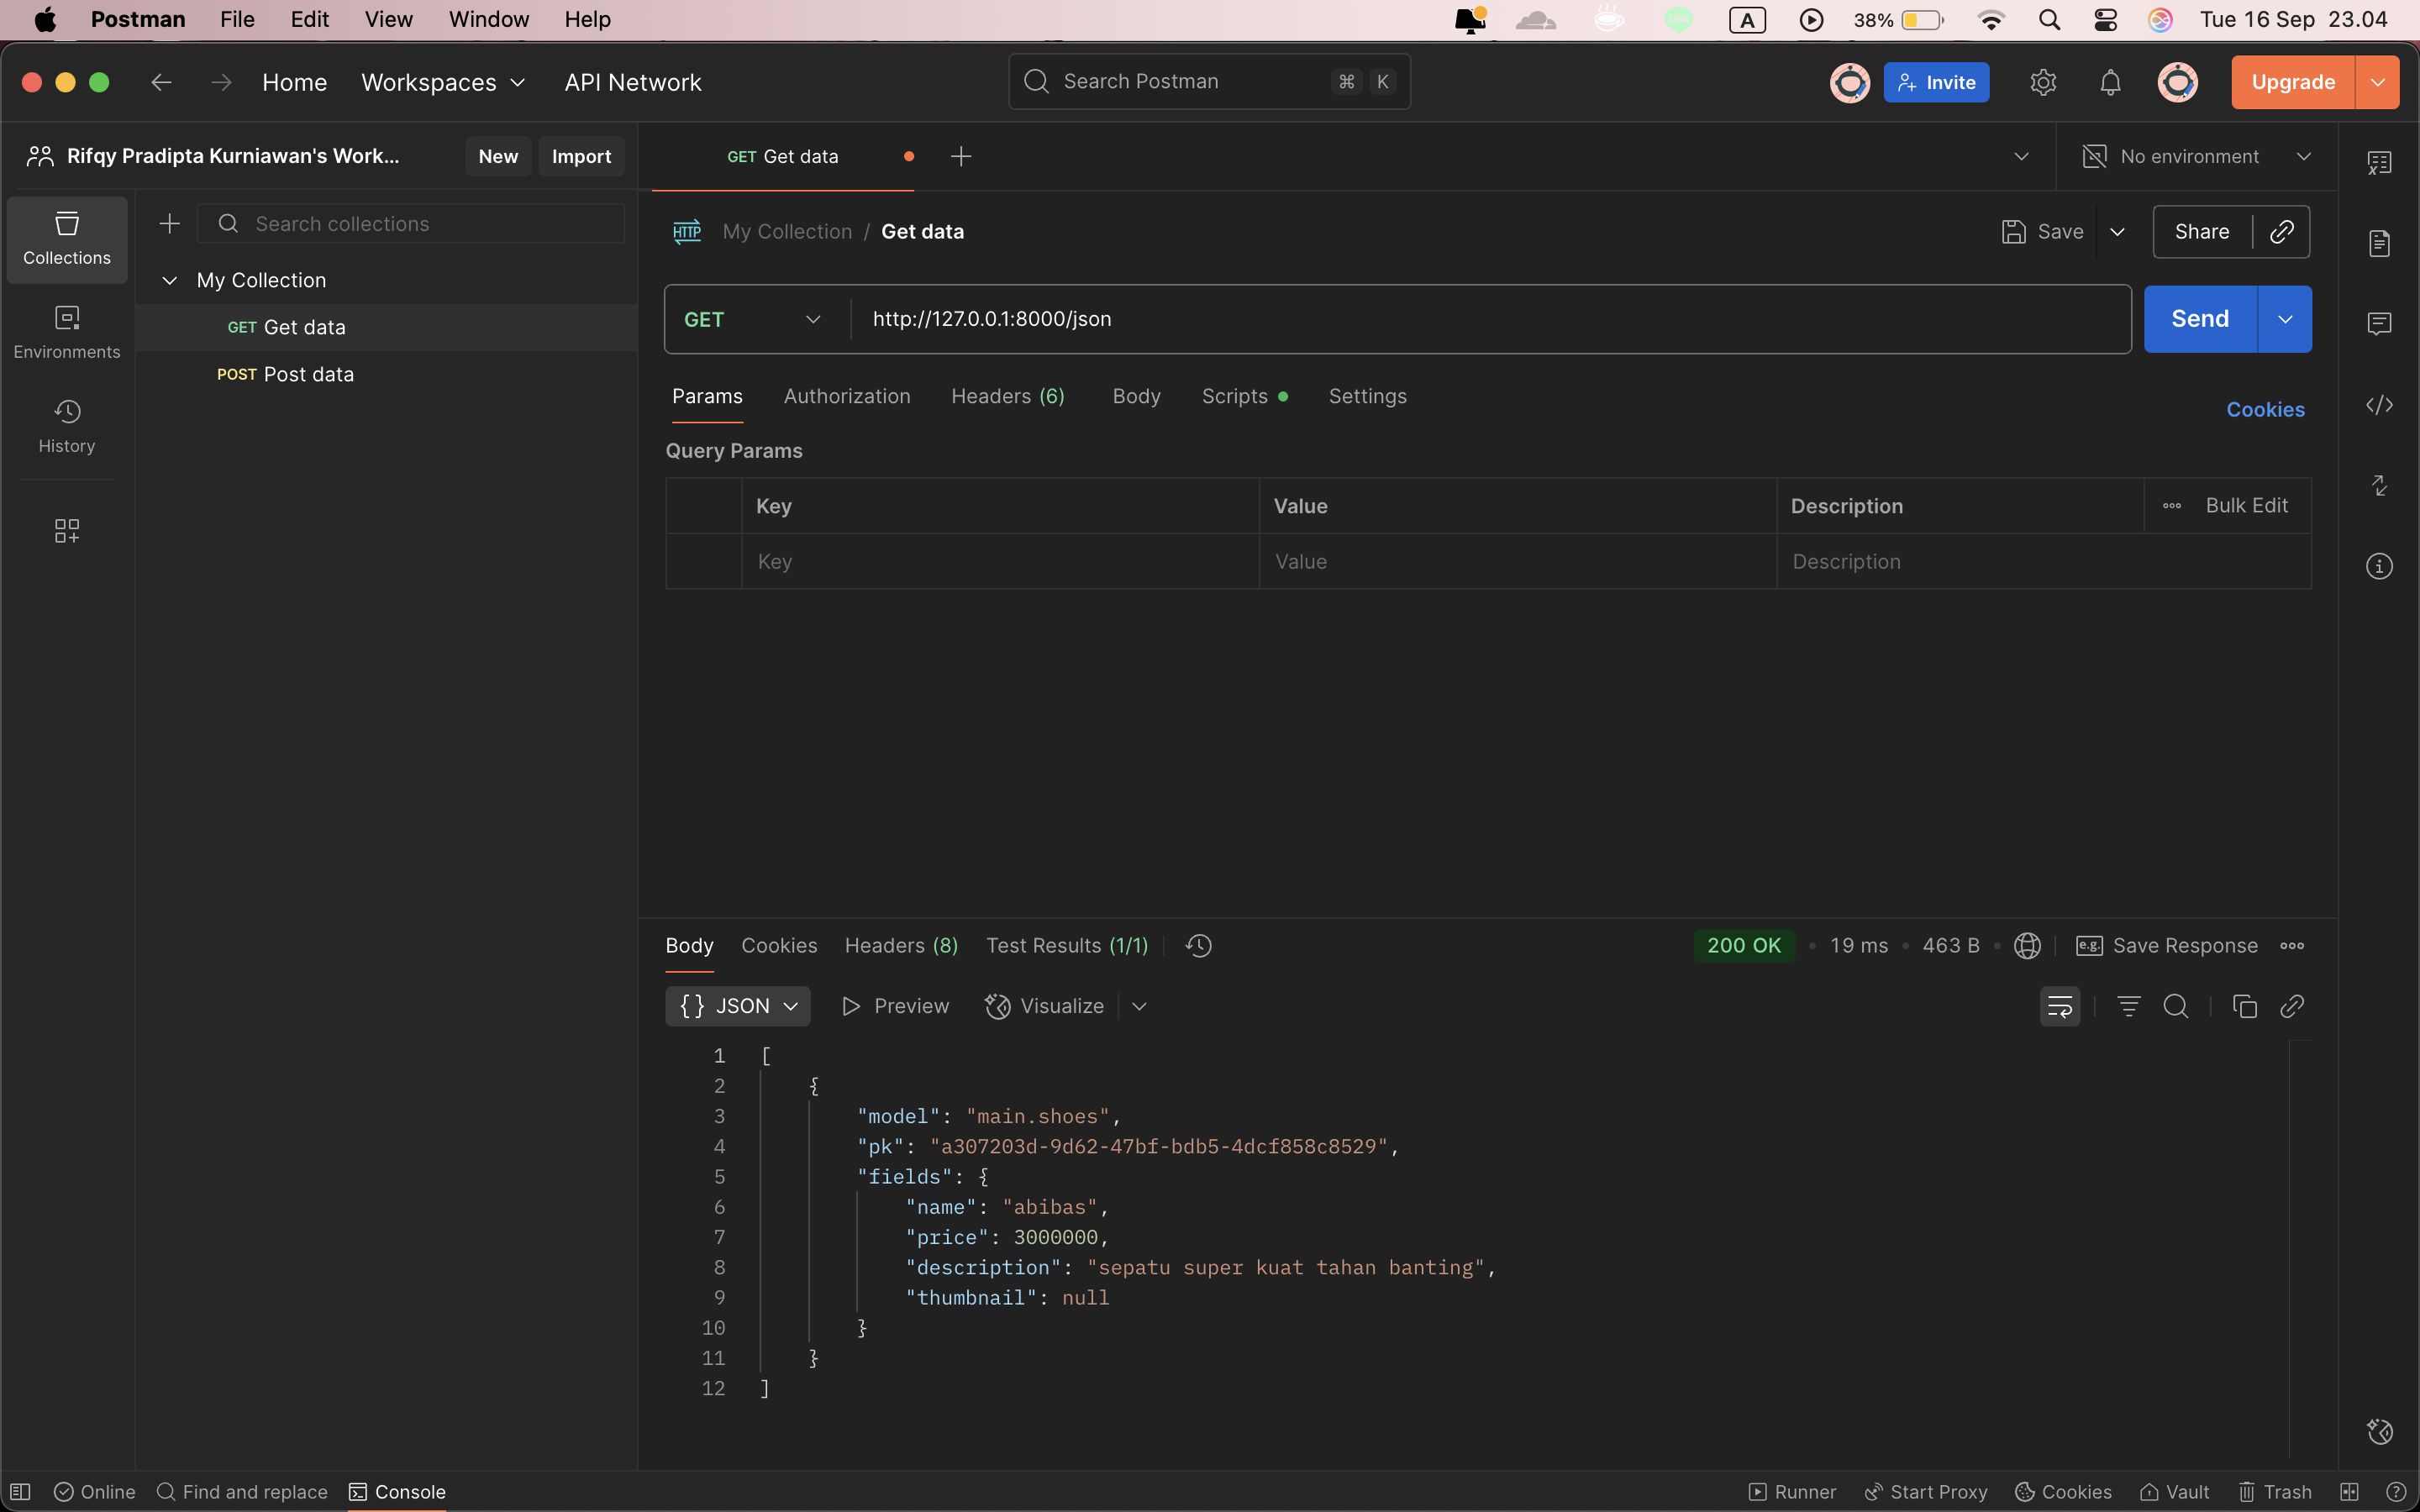 Postman File Edit View Window Help A 38% Tue 16 Sep 23.04
Home Workspaces API Network Search Postman ⌘ K Invite Upgrade
Rifqy Pradipta Kurniawan's Work... New Import
GET Get data No environment
Collections
Environments
History
Search collections
My Collection
GET Get data
POST Post data
HTTP My Collection / Get data Save Share
GET http://127.0.0.1:8000/json Send
Params Authorization Headers (6) Body Scripts Settings Cookies
Query Params
Key Value Description Bulk Edit
Key Value Description
Body Cookies Headers (8) Test Results (1/1) 200 OK 19 ms 463 B e.g. Save Response
{} JSON Preview Visualize
1 [
2 {
3 "model": "main.shoes",
4 "pk": "a307203d-9d62-47bf-bdb5-4dcf858c8529",
5 "fields": {
6 "name": "abibas",
7 "price": 3000000,
8 "description": "sepatu super kuat tahan banting",
9 "thumbnail": null
10 }
11 }
12 ]
Online Find and replace Console Runner Start Proxy Cookies Vault Trash